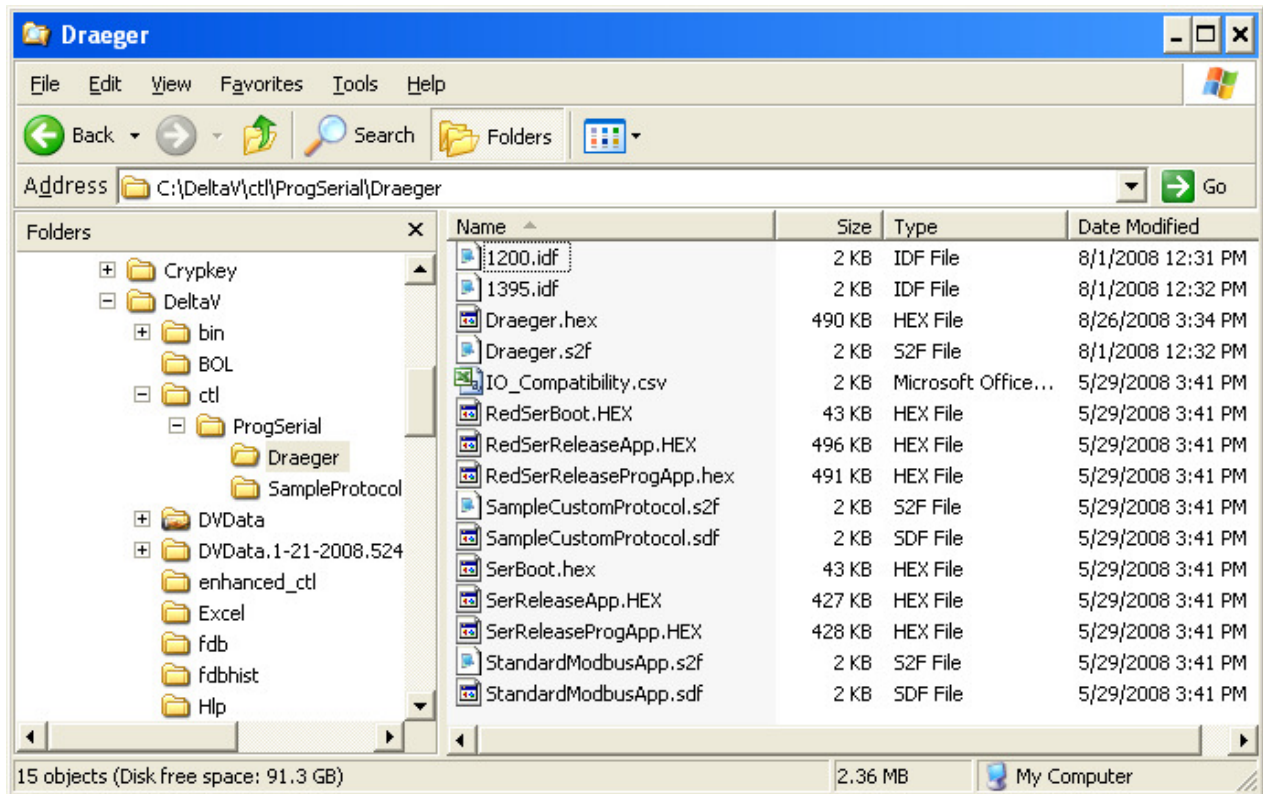 Draeger
File Edit View Favorites Tools Help
Back Search Folders
Address C:\DeltaV\ctl\ProgSerial\Draeger Go
Folders
Crypkey
DeltaV
bin
BOL
ctl
ProgSerial
Draeger
SampleProtocol
DVData
DVData.1-21-2008.524
enhanced_ctl
Excel
fdb
fdbhist
Hlp
Name Size Type Date Modified
1200.idf 2 KB IDF File 8/1/2008 12:31 PM
1395.idf 2 KB IDF File 8/1/2008 12:32 PM
Draeger.hex 490 KB HEX File 8/26/2008 3:34 PM
Draeger.s2f 2 KB S2F File 8/1/2008 12:32 PM
IO_Compatibility.csv 2 KB Microsoft Office... 5/29/2008 3:41 PM
RedSerBoot.HEX 43 KB HEX File 5/29/2008 3:41 PM
RedSerReleaseApp.HEX 496 KB HEX File 5/29/2008 3:41 PM
RedSerReleaseProgApp.hex 491 KB HEX File 5/29/2008 3:41 PM
SampleCustomProtocol.s2f 2 KB S2F File 5/29/2008 3:41 PM
SampleCustomProtocol.sdf 2 KB SDF File 5/29/2008 3:41 PM
SerBoot.hex 43 KB HEX File 5/29/2008 3:41 PM
SerReleaseApp.HEX 427 KB HEX File 5/29/2008 3:41 PM
SerReleaseProgApp.HEX 428 KB HEX File 5/29/2008 3:41 PM
StandardModbusApp.s2f 2 KB S2F File 5/29/2008 3:41 PM
StandardModbusApp.sdf 2 KB SDF File 5/29/2008 3:41 PM
15 objects (Disk free space: 91.3 GB) 2.36 MB My Computer